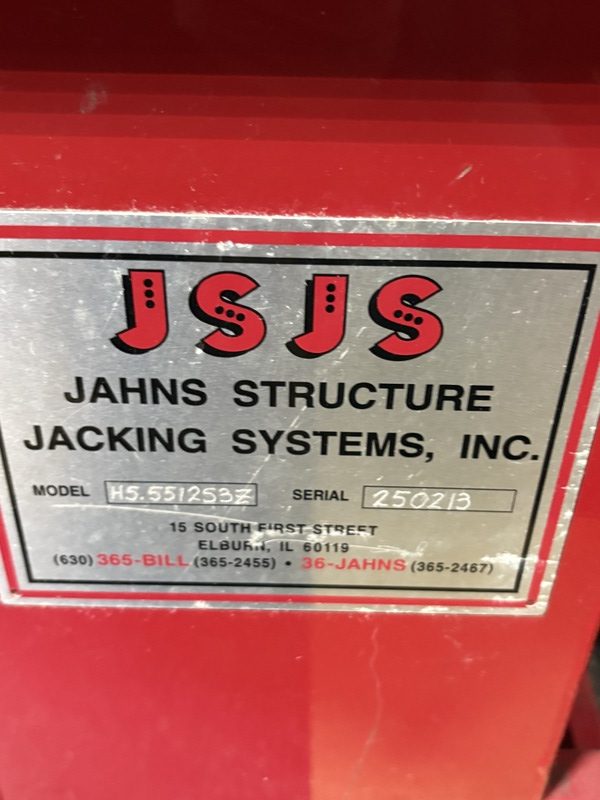 JSJS
JAHNS STRUCTURE
JACKING SYSTEMS, INC.
MODEL H5.551253Z SERIAL 250213
15 SOUTH FIRST STREET
ELBURN, IL 60119
(630) 365-BILL (365-2455) • 36-JAHNS (365-2467)